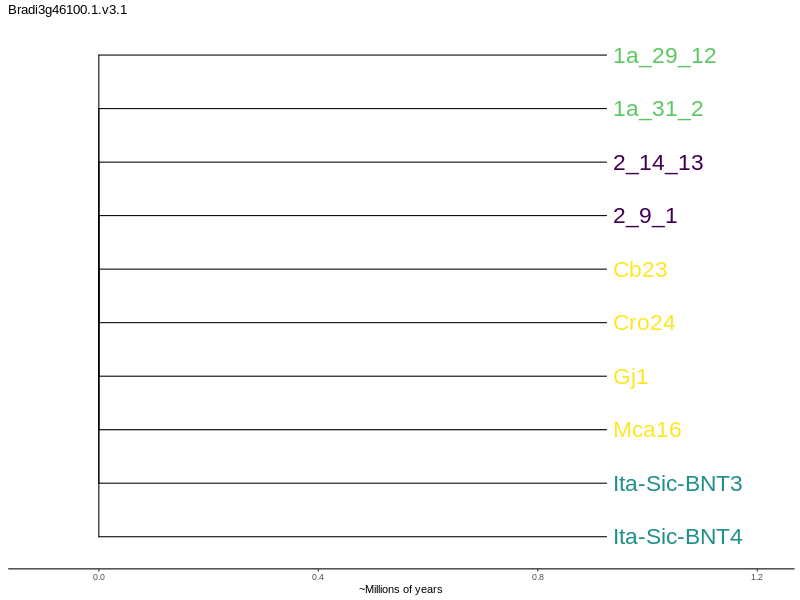 Bradi3g46100.1.v3.1
1a_29_12
1a_31_2
2_14_13
2_9_1
Cb23
Cro24
Gj1
Mca16
Ita-Sic-BNT3
Ita-Sic-BNT4
0.0 0.4 0.8 1.2
~Millions of years